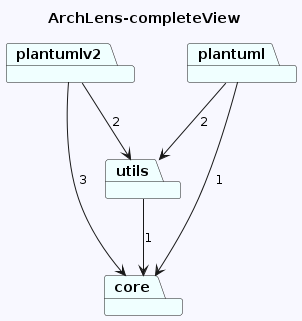 ArchLens-completeView
plantumlv2
plantuml
2
2
utils
3
1
1
core